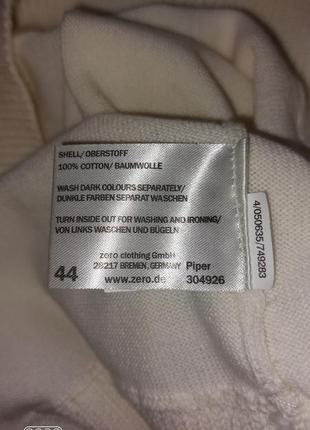 SHELL/ OBERSTOFF
100% COTTON/ BAUMWOLLE
WASH DARK COLOURS SEPARATELY/
DUNKLE FARBEN SEPARAT WASCHEN
TURN INSIDE OUT FOR WASHING AND IRONING/
VON LINKS WASCHEN UND BÜGELN
zero clothing GmbH
28217 BREMEN, GERMANY Piper
44 www.zero.de 304926
4/050635/749283